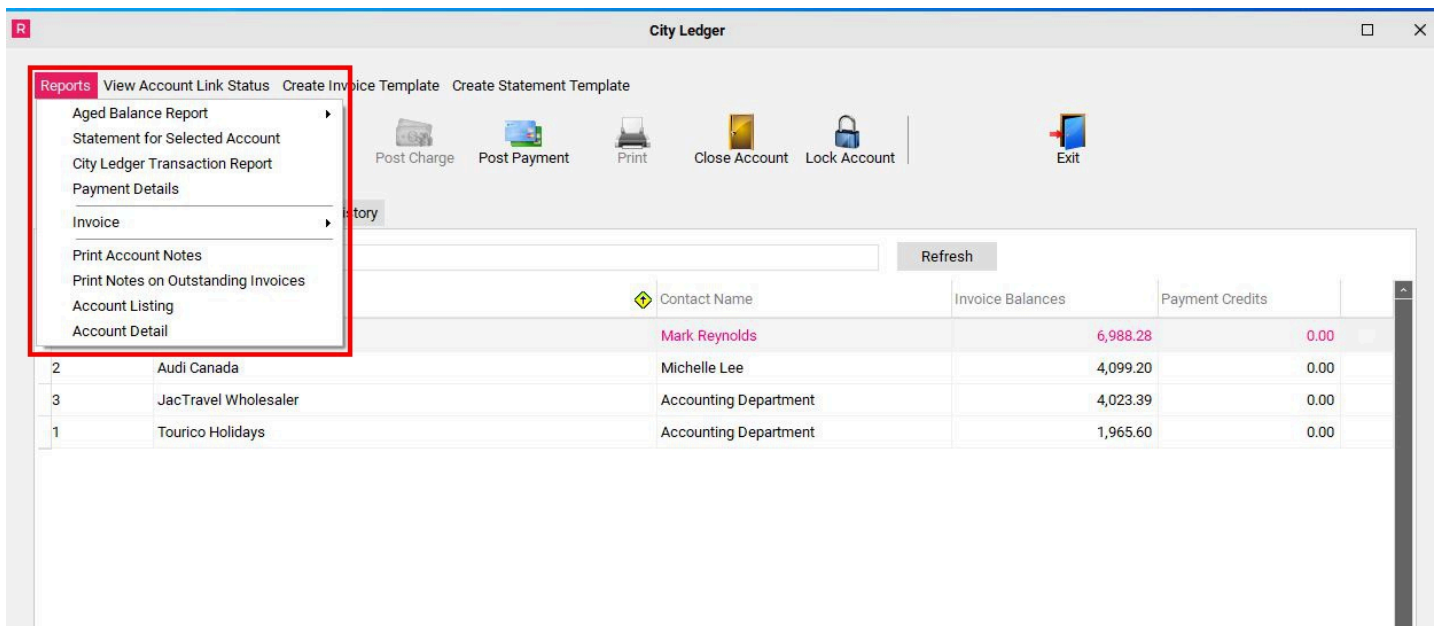 R
City Ledger
Reports View Account Link Status Create Invoice Template Create Statement Template
Aged Balance Report
Statement for Selected Account
City Ledger Transaction Report
Payment Details
Invoice
Print Account Notes
Print Notes on Outstanding Invoices
Account Listing
Account Detail
Post Charge Post Payment Print Close Account Lock Account Exit
story
Refresh
Contact Name Invoice Balances Payment Credits
Mark Reynolds 6,988.28 0.00
2 Audi Canada Michelle Lee 4,099.20 0.00
3 JacTravel Wholesaler Accounting Department 4,023.39 0.00
1 Tourico Holidays Accounting Department 1,965.60 0.00